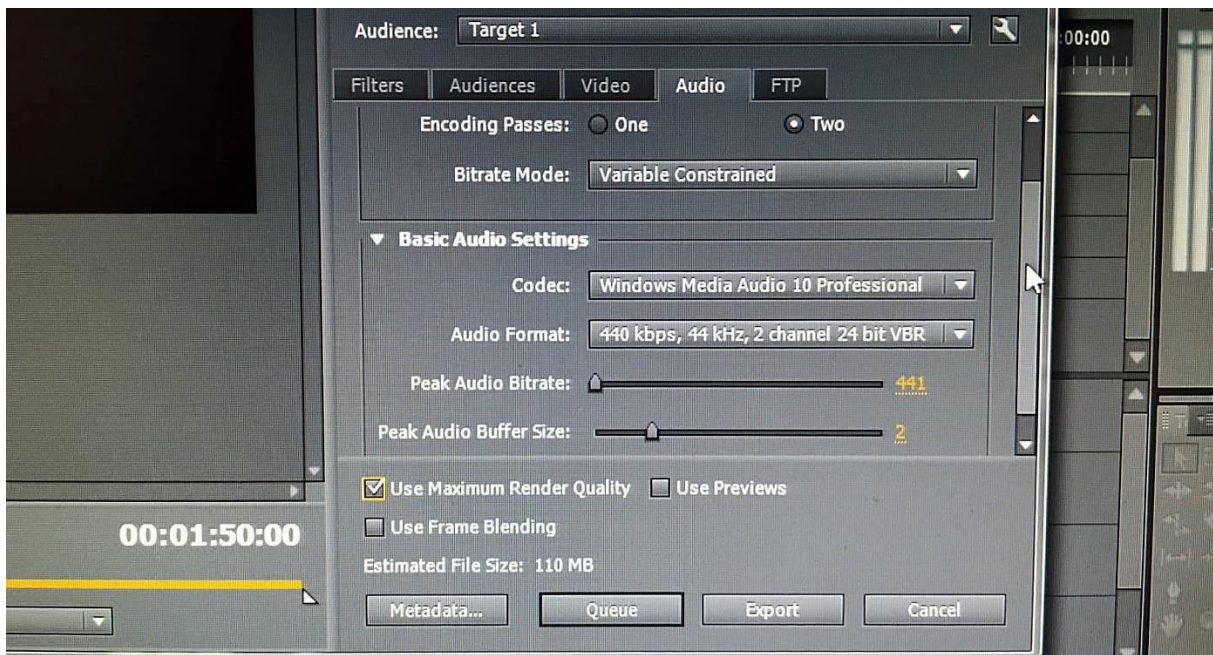 Audience: Target 1
:00:00
Filters Audiences Video Audio FTP
Encoding Passes: One Two
Bitrate Mode: Variable Constrained
Basic Audio Settings
Codec: Windows Media Audio 10 Professional
Audio Format: 440 kbps, 44 kHz, 2 channel 24 bit VBR
Peak Audio Bitrate: 441
Peak Audio Buffer Size: 2
Use Maximum Render Quality Use Previews
00:01:50:00
Use Frame Blending
Estimated File Size: 110 MB
Metadata... Queue Export Cancel